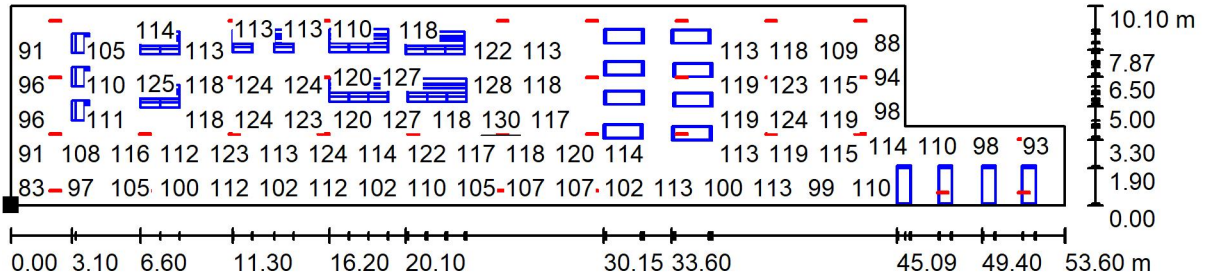 114 113 113 110 118 10.10 m
91 105 113 122 113 113 118 109 88 7.87
96 110 125 118 124 124 120 127 128 118 119 123 115 94 6.50
96 111 118 124 123 120 127 118 130 117 119 124 119 98 5.00
91 108 116 112 123 113 124 114 122 117 118 120 114 113 119 115 114 110 98 93 3.30
83 97 105 100 112 102 112 102 110 105 107 107 102 113 100 113 99 110 1.90
0.00
0.00 3.10 6.60 11.30 16.20 20.10 30.15 33.60 45.09 49.40 53.60 m